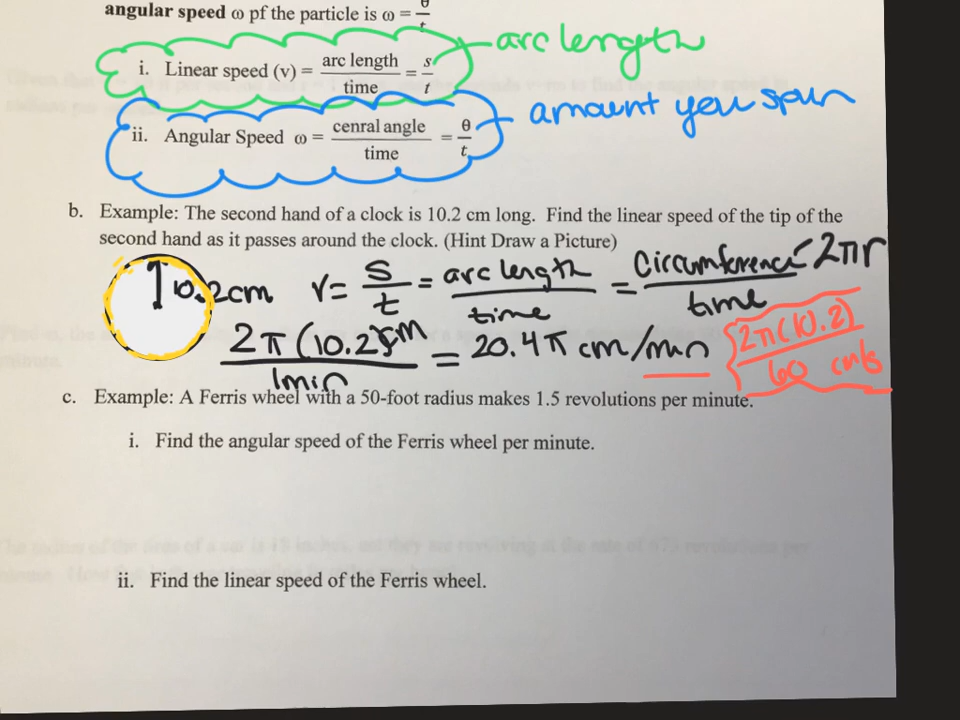 angular speed ω pf the particle is ω = θ/t
i. Linear speed (v) = arc length/time = s/t
arc length
ii. Angular Speed ω = cenral angle/time = θ/t
amount you spun
b. Example: The second hand of a clock is 10.2 cm long. Find the linear speed of the tip of the
second hand as it passes around the clock. (Hint Draw a Picture)
10.2cm v= s/t = arc length/time = Circumference/time = 2πr
2π(10.2)cm/1min = 20.4π cm/min
2π(10.2)/60 cm/s
c. Example: A Ferris wheel with a 50-foot radius makes 1.5 revolutions per minute.
i. Find the angular speed of the Ferris wheel per minute.
ii. Find the linear speed of the Ferris wheel.